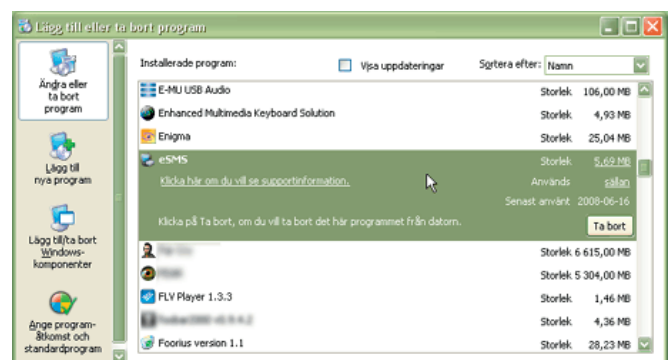 Lägg till eller ta bort program
Ändra eller
ta bort
program
Lägg till
nya program
Lägg till/ta bort
Windows-
komponenter
Ange program-
åtkomst och
standardprogram
Installerade program:
Visa uppdateringar
Sortera efter: Namn
E-MU USB Audio Storlek 106,00 MB
Enhanced Multimedia Keyboard Solution Storlek 4,93 MB
Enigma Storlek 25,04 MB
eSMS Storlek 5,69 MB
Klicka här om du vill se supportinformation. Används sällan
Senast använt 2008-06-16
Klicka på Ta bort, om du vill ta bort det här programmet från datorn. Ta bort
Storlek 6 615,00 MB
Storlek 5 304,00 MB
FLV Player 1.3.3 Storlek 1,46 MB
Storlek 4,36 MB
Foorius version 1.1 Storlek 28,23 MB